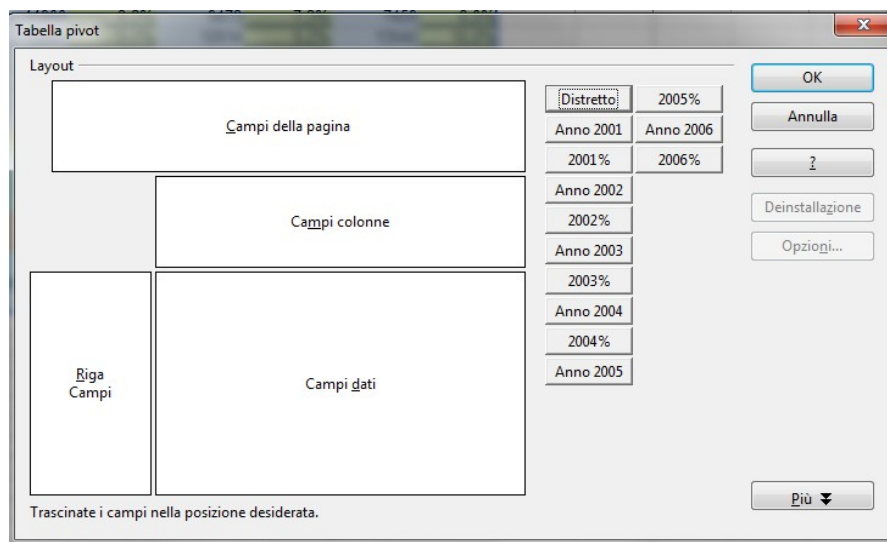 Tabella pivot
Layout
Campi della pagina
Campi colonne
Riga
Campi
Campi dati
Distretto
2005%
Anno 2001
Anno 2006
2001%
2006%
Anno 2002
2002%
Anno 2003
2003%
Anno 2004
2004%
Anno 2005
OK
Annulla
?
Deinstallazione
Opzioni...
Più
Trascinate i campi nella posizione desiderata.